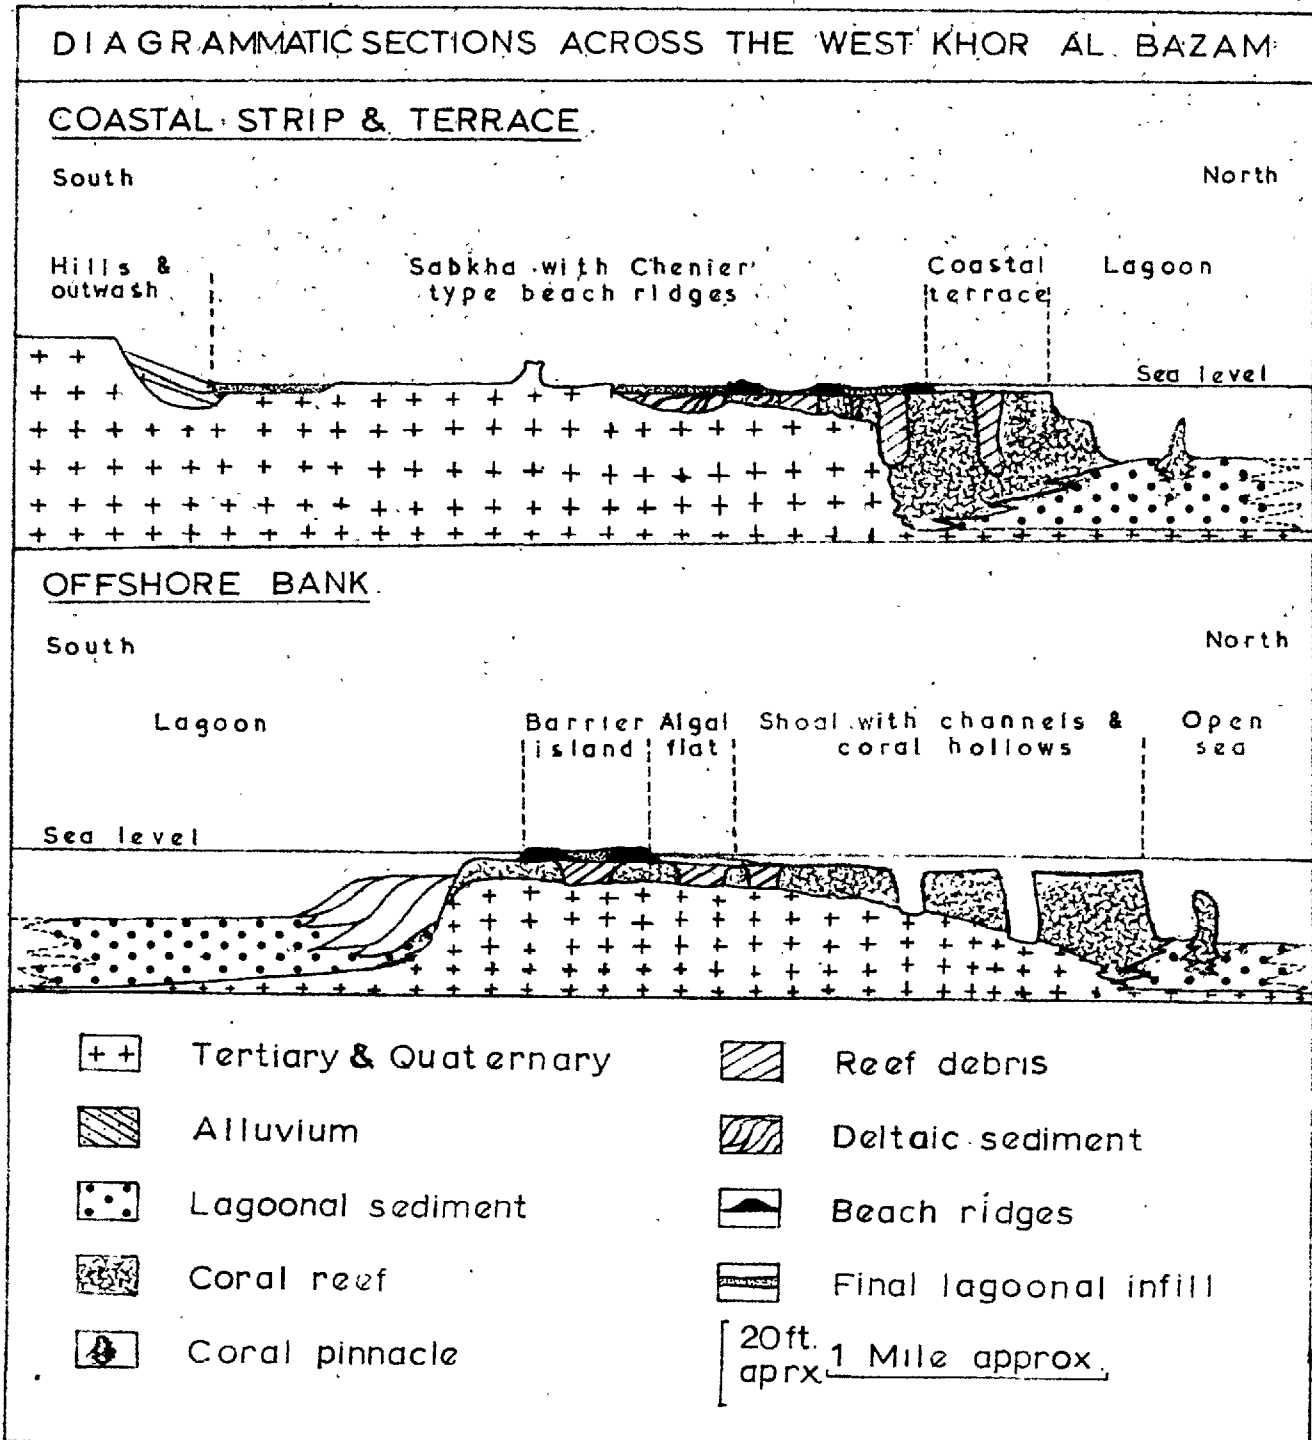 DIAGRAMMATIC SECTIONS ACROSS THE WEST KHOR AL BAZAM
COASTAL STRIP & TERRACE
South
North
Hills &
outwash
Sabkha with Chenier
type beach ridges
Coastal
terrace
Lagoon
Sea level
OFFSHORE BANK
South
North
Lagoon
Barrier
island
Algal
flat
Shoal with channels &
coral hollows
Open
sea
Sea level
Tertiary & Quaternary
Alluvium
Lagoonal sediment
Coral reef
Coral pinnacle
Reef debris
Deltaic sediment
Beach ridges
Final lagoonal infill
20ft.
aprx.
1 Mile approx.